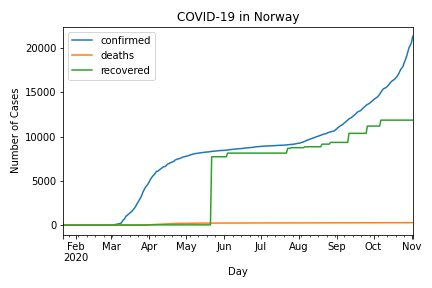 COVID-19 in Norway
confirmed
deaths
recovered
Number of Cases
20000
15000
10000
5000
0
Feb Mar Apr May Jun Jul Aug Sep Oct Nov
2020
Day